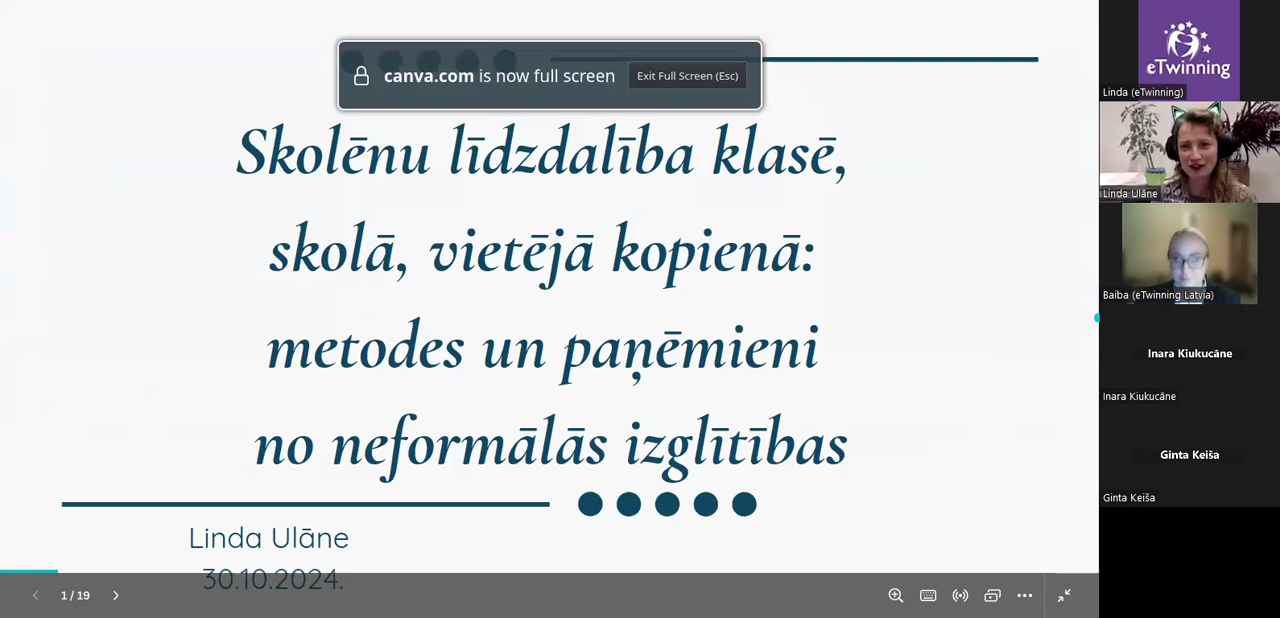 canva.com is now full screen
Exit Full Screen (Esc)
Skolēnu līdzdalība klasē,
skolā, vietējā kopienā:
metodes un paņēmieni
no neformālās izglītības
Linda Ulāne
30.10.2024.
1 / 19
eTwinning
Linda (eTwinning)
Linda Ulāne
Baiba (eTwinning Latvia)
Inara Kiukucāne
Inara Kiukucāne
Ginta Keiša
Ginta Keiša